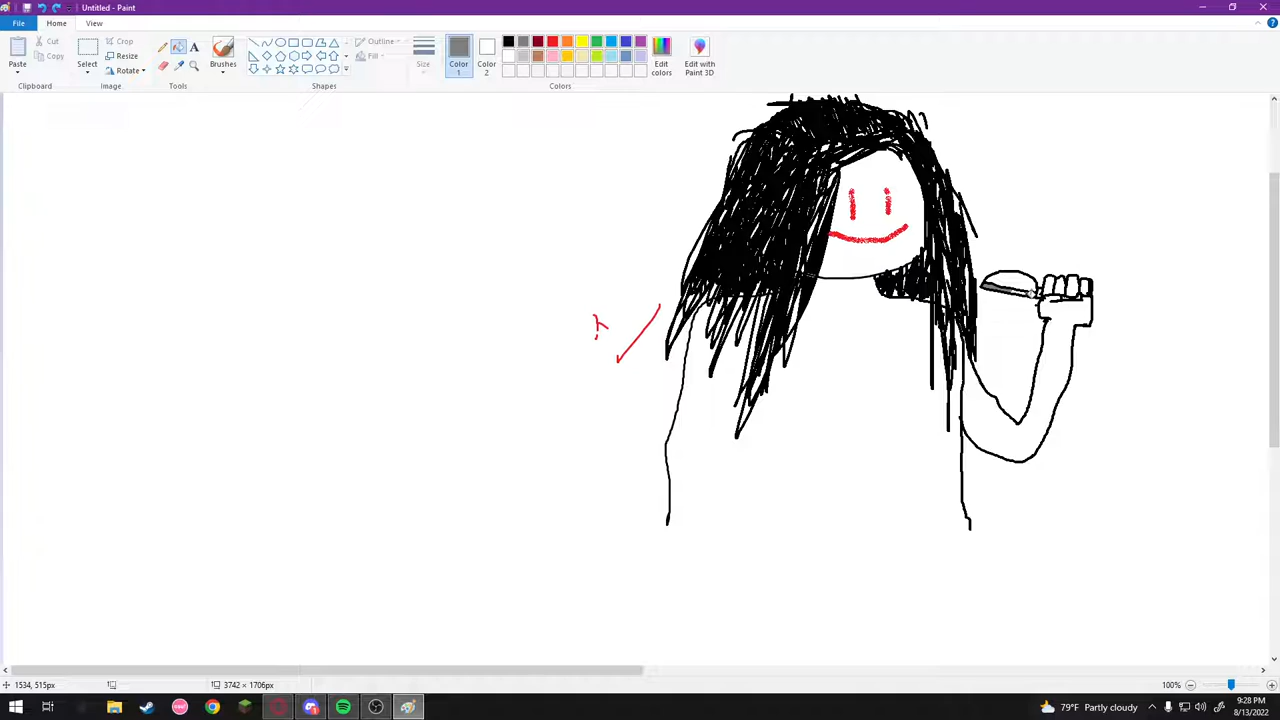 Untitled - Paint
File
Home
View
Paste
Cut
Copy
Clipboard
Select
Crop
Resize
Rotate
Image
Tools
Brushes
Outline
Fill
Shapes
Size
Color 1
Color 2
Colors
Edit colors
Edit with Paint 3D
1534, 515px
3742 × 1706px
100%
79°F Partly cloudy
9:28 PM
8/13/2022